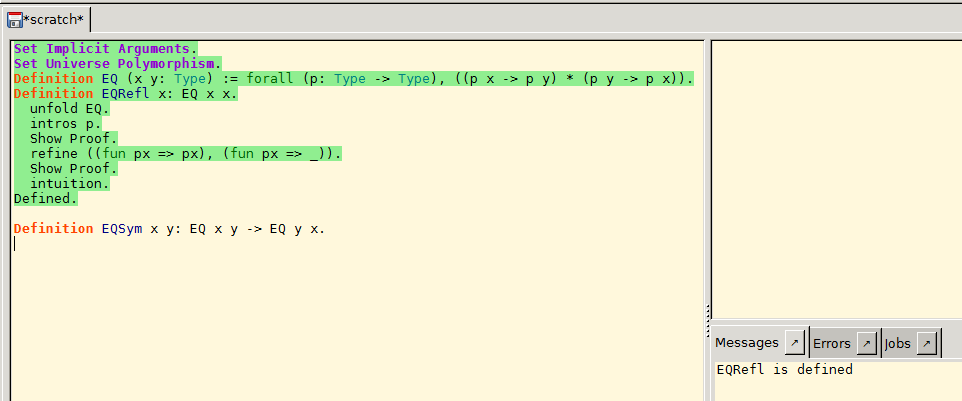 *scratch*
Set Implicit Arguments.
Set Universe Polymorphism.
Definition EQ (x y: Type) := forall (p: Type -> Type), ((p x -> p y) * (p y -> p x)).
Definition EQRefl x: EQ x x.
  unfold EQ.
  intros p.
  Show Proof.
  refine ((fun px => px), (fun px => _)).
  Show Proof.
  intuition.
Defined.
Definition EQSym x y: EQ x y -> EQ y x.
Messages ↗ Errors ↗ Jobs ↗
EQRefl is defined